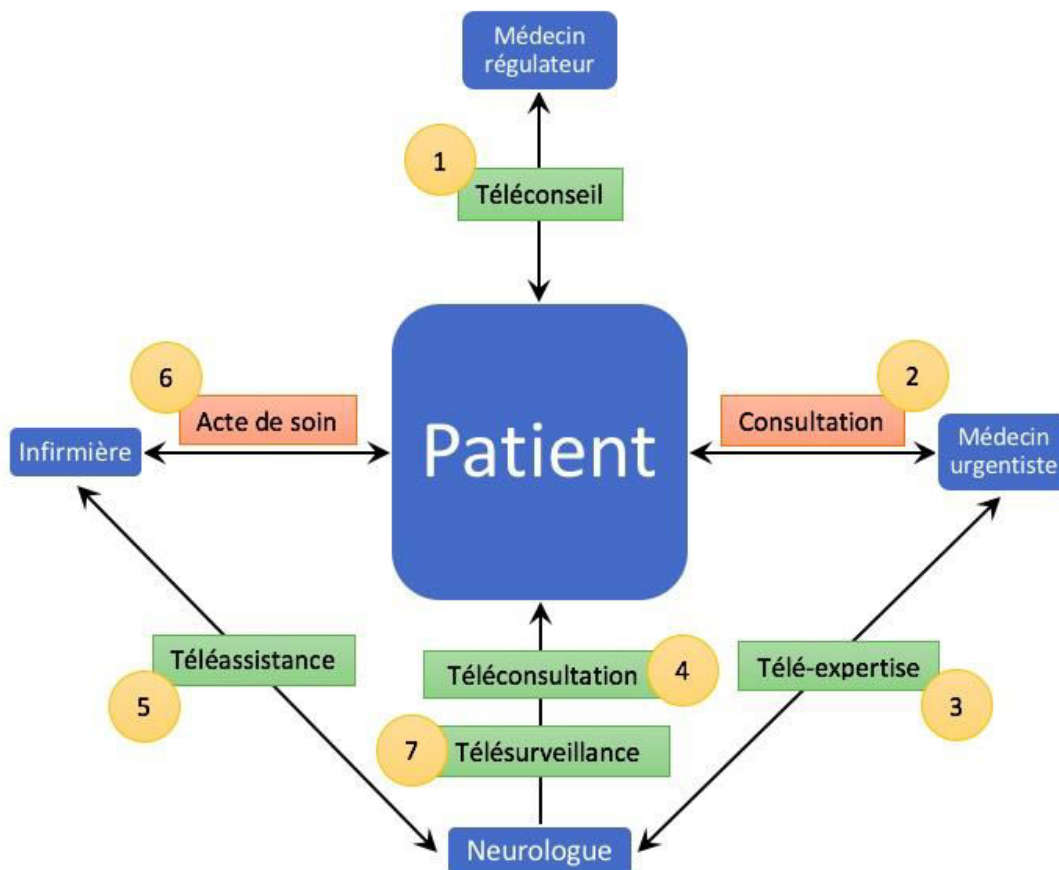 Médecin
régulateur
1
Téléconseil
6
Acte de soin
2
Consultation
Infirmière
Patient
Médecin
urgentiste
Téléassistance
5
Téléconsultation
4
Télé-expertise
3
7
Télésurveillance
Neurologue